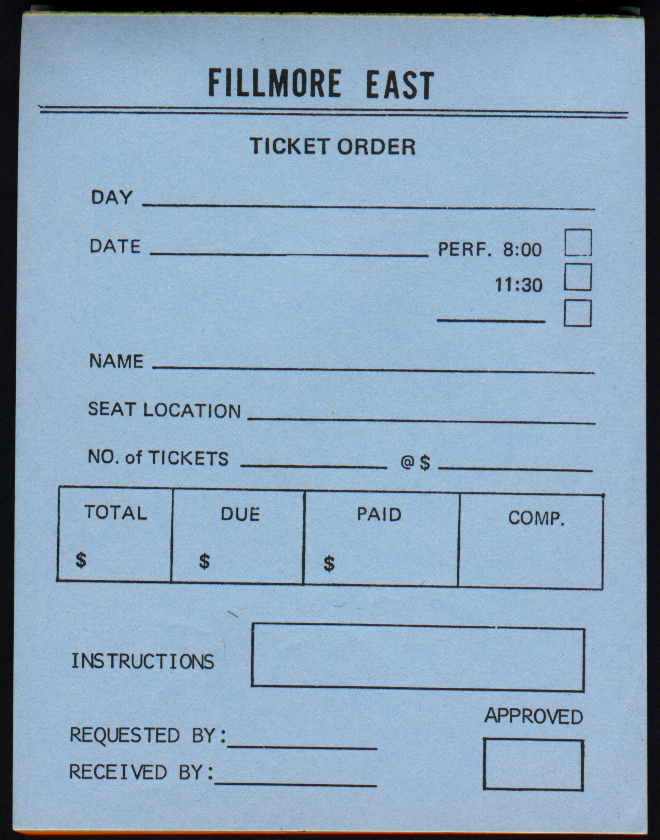 FILLMORE EAST
TICKET ORDER
DAY
DATE PERF. 8:00
11:30
NAME
SEAT LOCATION
NO. of TICKETS @ $
TOTAL DUE PAID COMP.
$ $ $
INSTRUCTIONS
APPROVED
REQUESTED BY:
RECEIVED BY: